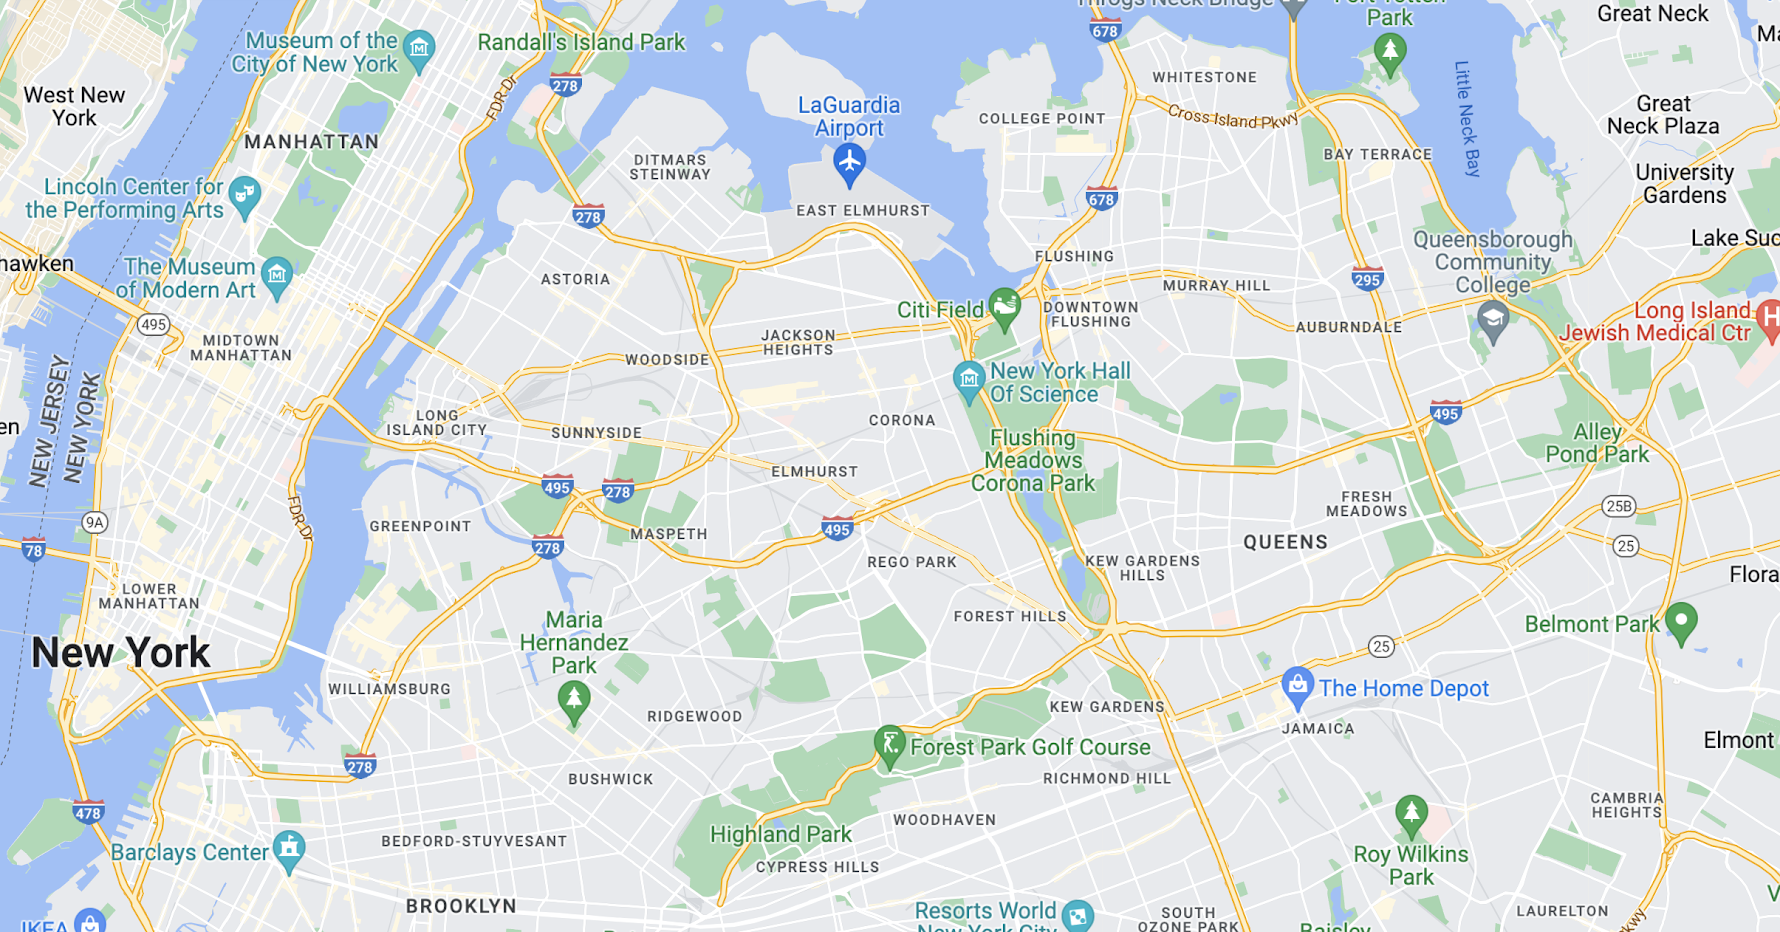 Throgs Neck Bridge
Fort Totten
Park
Great Neck
Museum of the
City of New York
Randall's Island Park
678
278
FDR Dr
WHITESTONE
Little Neck Bay
West New
York
LaGuardia
Airport
COLLEGE POINT
Cross Island Pkwy
Great
Neck Plaza
MANHATTAN
DITMARS
STEINWAY
BAY TERRACE
Lincoln Center for
the Performing Arts
University
Gardens
278
EAST ELMHURST
678
Queensborough
Community
College
Lake Suc
hawken
The Museum
of Modern Art
ASTORIA
FLUSHING
MURRAY HILL
295
Citi Field
DOWNTOWN
FLUSHING
AUBURNDALE
Long Island
Jewish Medical Ctr
H
495
MIDTOWN
MANHATTAN
JACKSON
HEIGHTS
WOODSIDE
NEW JERSEY
NEW YORK
New York Hall
Of Science
en
LONG
ISLAND CITY
SUNNYSIDE
CORONA
495
Flushing
Meadows
Corona Park
Alley
Pond Park
ELMHURST
495
278
FDR Dr
9A
GREENPOINT
MASPETH
495
FRESH
MEADOWS
25B
78
278
REGO PARK
KEW GARDENS
HILLS
QUEENS
25
Flora
LOWER
MANHATTAN
New York
Maria
Hernandez
Park
FOREST HILLS
Belmont Park
25
WILLIAMSBURG
RIDGEWOOD
KEW GARDENS
The Home Depot
JAMAICA
278
BUSHWICK
Forest Park Golf Course
RICHMOND HILL
Elmont
478
CAMBRIA
HEIGHTS
Barclays Center
BEDFORD-STUYVESANT
Highland Park
WOODHAVEN
CYPRESS HILLS
Roy Wilkins
Park
BROOKLYN
IKEA
Resorts World
New York City
SOUTH
OZONE PARK
Baisley
LAURELTON
kwy